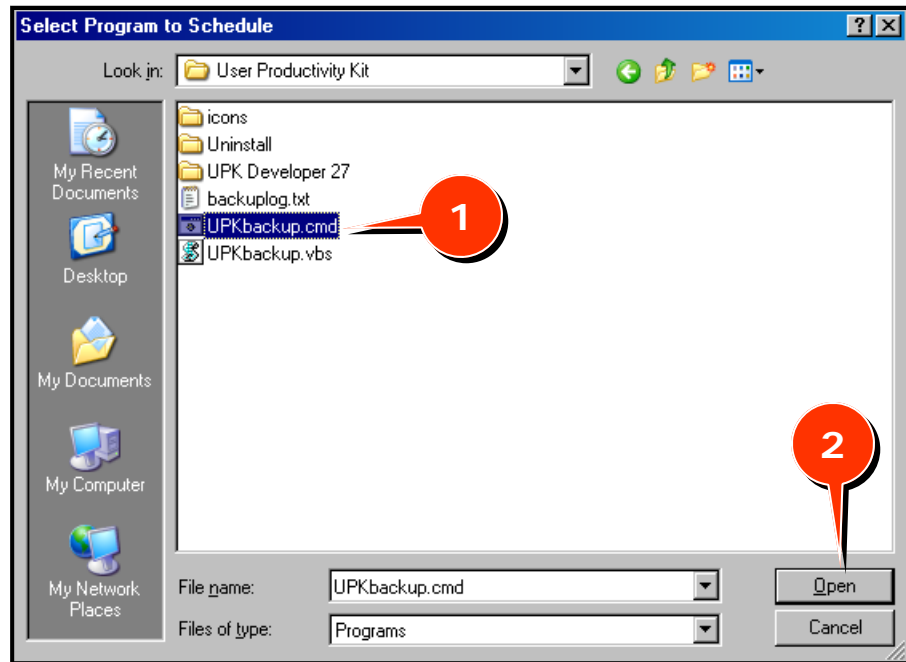 Select Program to Schedule
Look in:
User Productivity Kit
My Recent
Documents
Desktop
My Documents
My Computer
My Network
Places
icons
Uninstall
UPK Developer 27
backuplog.txt
UPKbackup.cmd
UPKbackup.vbs
1
2
File name:
UPKbackup.cmd
Open
Files of type:
Programs
Cancel